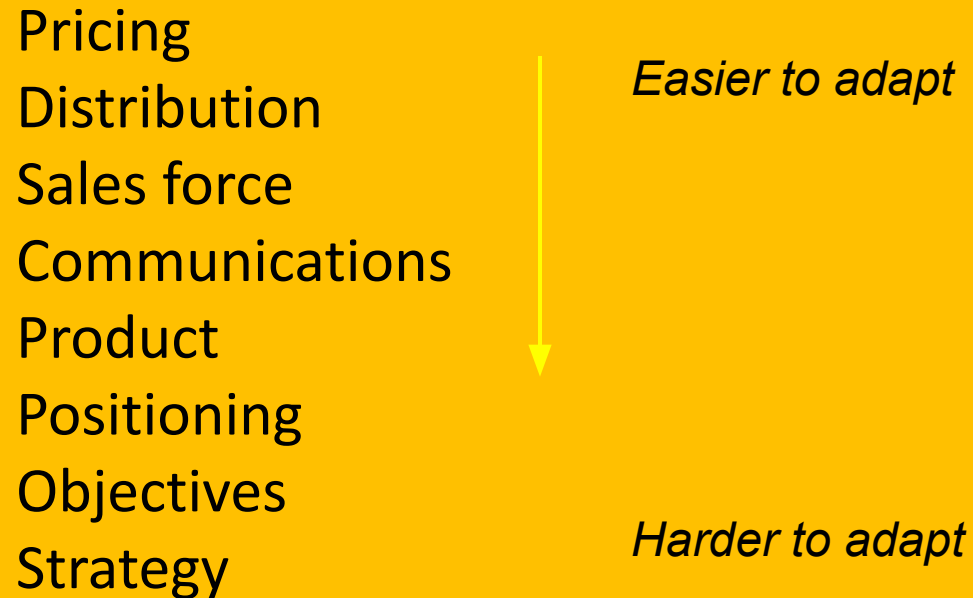 Pricing
Easier to adapt
Distribution
Sales force
Communications
Product
Positioning
Objectives
Harder to adapt
Strategy